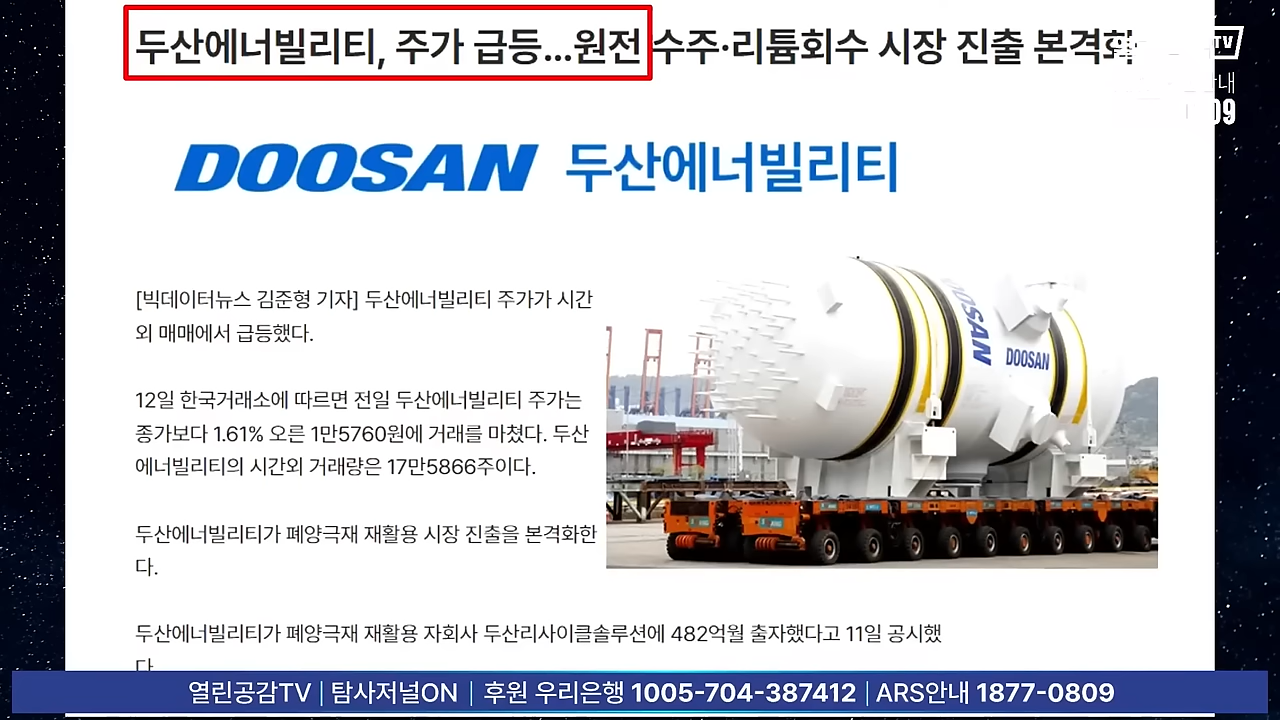 두산에너빌리티, 주가 급등...원전 수주·리튬회수 시장 진출 본격화
TV
09
DOOSAN 두산에너빌리티
[빅데이터뉴스 김준형 기자] 두산에너빌리티 주가가 시간
외 매매에서 급등했다.
12일 한국거래소에 따르면 전일 두산에너빌리티 주가는
종가보다 1.61% 오른 1만5760원에 거래를 마쳤다. 두산
에너빌리티의 시간외 거래량은 17만5866주이다.
DOOSAN
DOOSAN
두산에너빌리티가 폐양극재 재활용 시장 진출을 본격화한
다.
두산에너빌리티가 폐양극재 재활용 자회사 두산리사이클솔루션에 482억월 출자했다고 11일 공시했
다
열린공감TV | 탐사저널ON | 후원 우리은행 1005-704-387412 | ARS안내 1877-0809